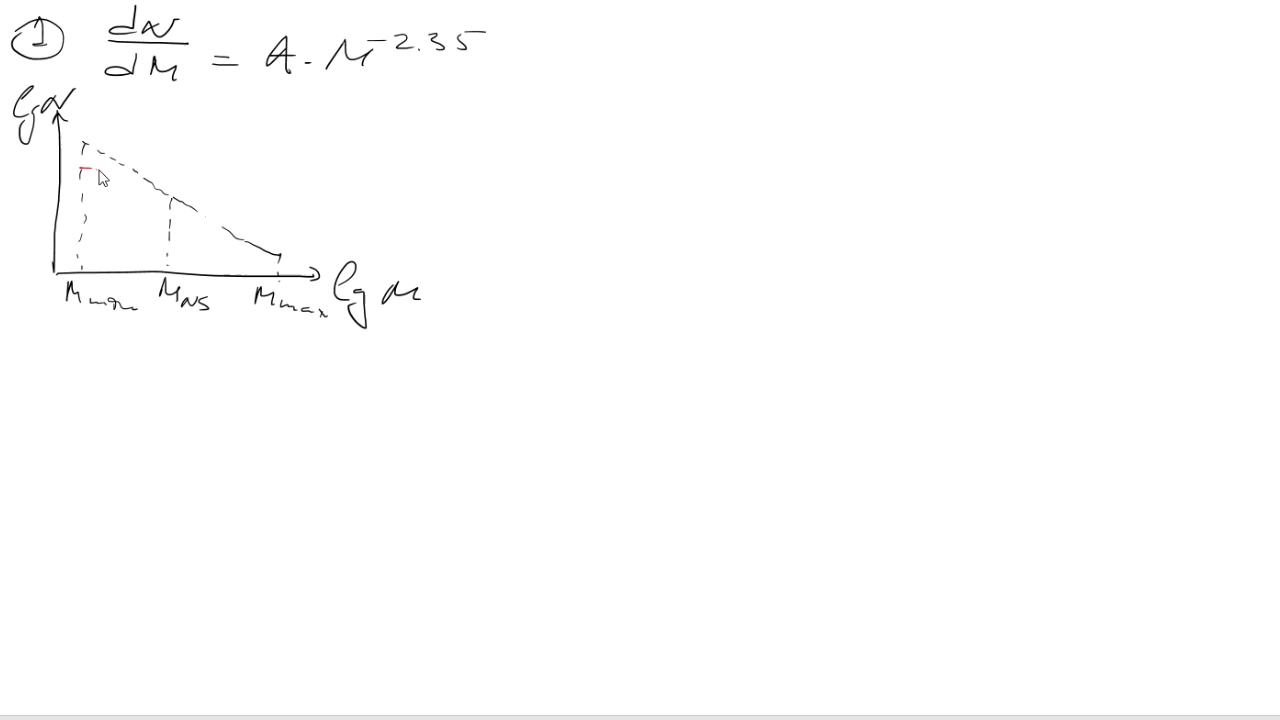 ① dN/dM = A · M^-2.35
lg N
M_min M_NS M_max lg M